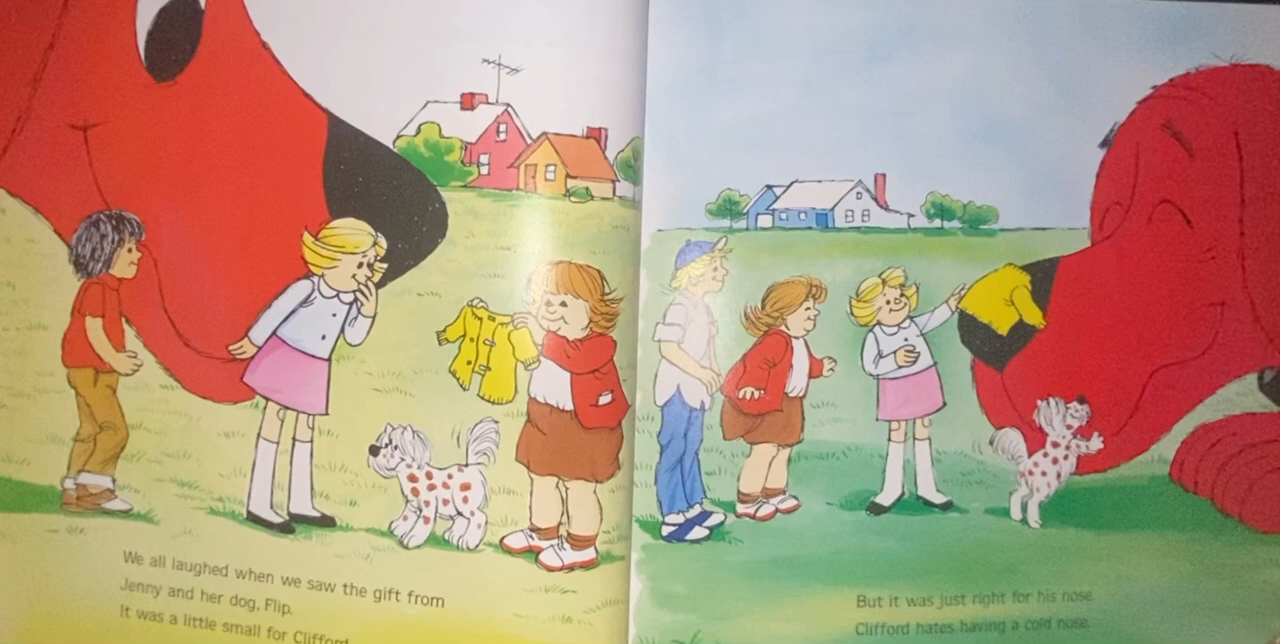 We all laughed when we saw the gift from
Jenny and her dog, Flip.
It was a little small for Clifford
But it was just right for his nose.
Clifford hates having a cold nose.